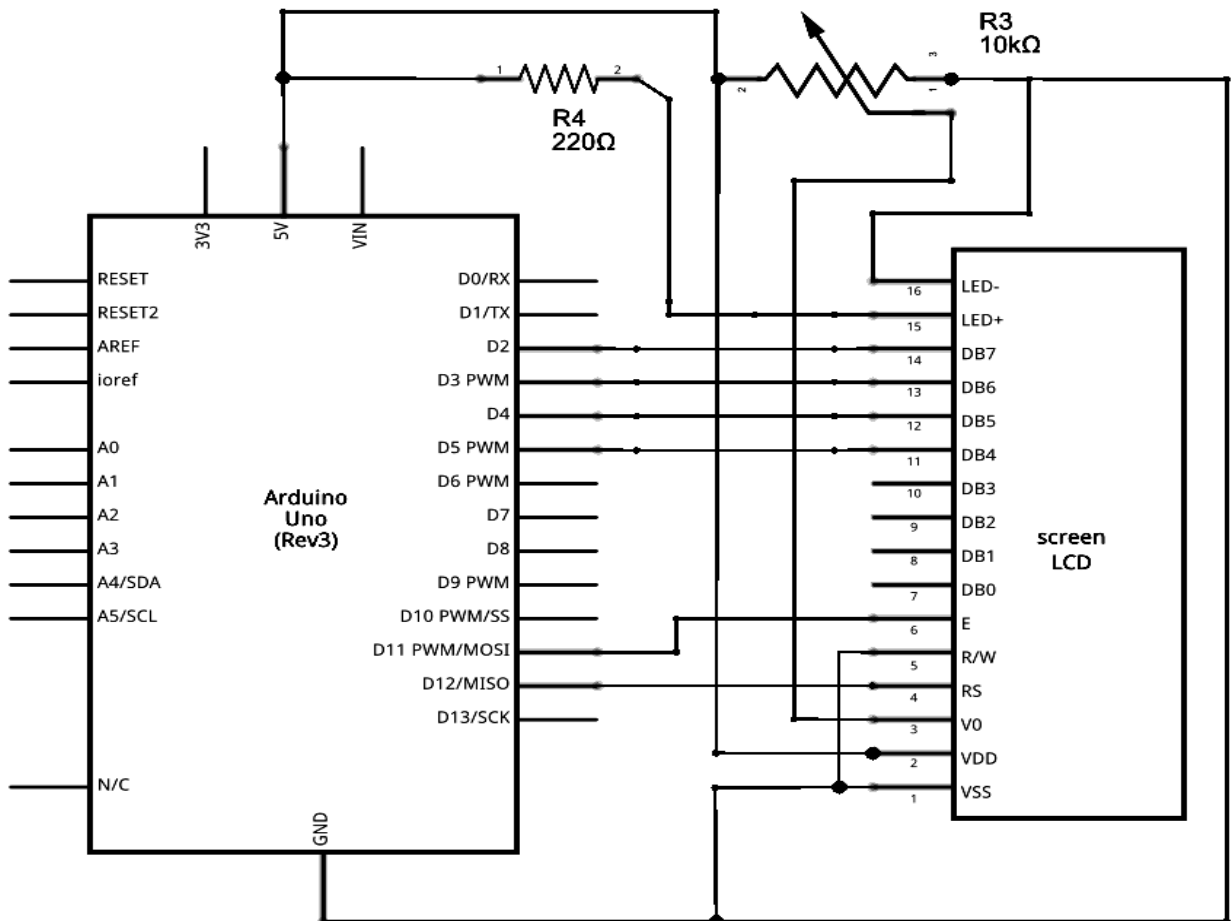 R3
10kΩ
1
2
2
3
1
R4
220Ω
3V3
5V
VIN
RESET
RESET2
AREF
ioref
A0
A1
A2
A3
A4/SDA
A5/SCL
N/C
Arduino
Uno
(Rev3)
GND
D0/RX
D1/TX
D2
D3 PWM
D4
D5 PWM
D6 PWM
D7
D8
D9 PWM
D10 PWM/SS
D11 PWM/MOSI
D12/MISO
D13/SCK
16 LED-
15 LED+
14 DB7
13 DB6
12 DB5
11 DB4
10 DB3
9 DB2
8 DB1
7 DB0
6 E
5 R/W
4 RS
3 V0
2 VDD
1 VSS
screen
LCD